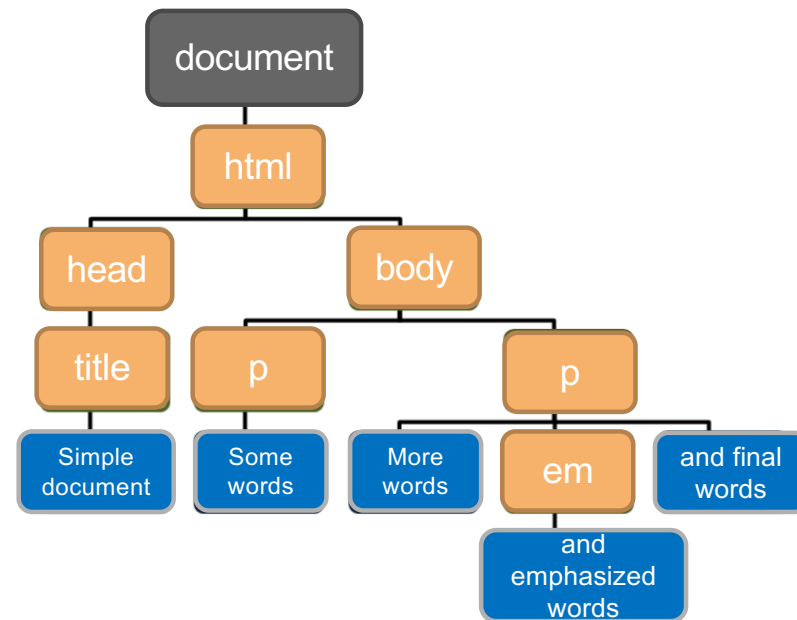 document
html
head
body
title
p
p
Simple
document
Some
words
More
words
em
and final
words
and
emphasized
words